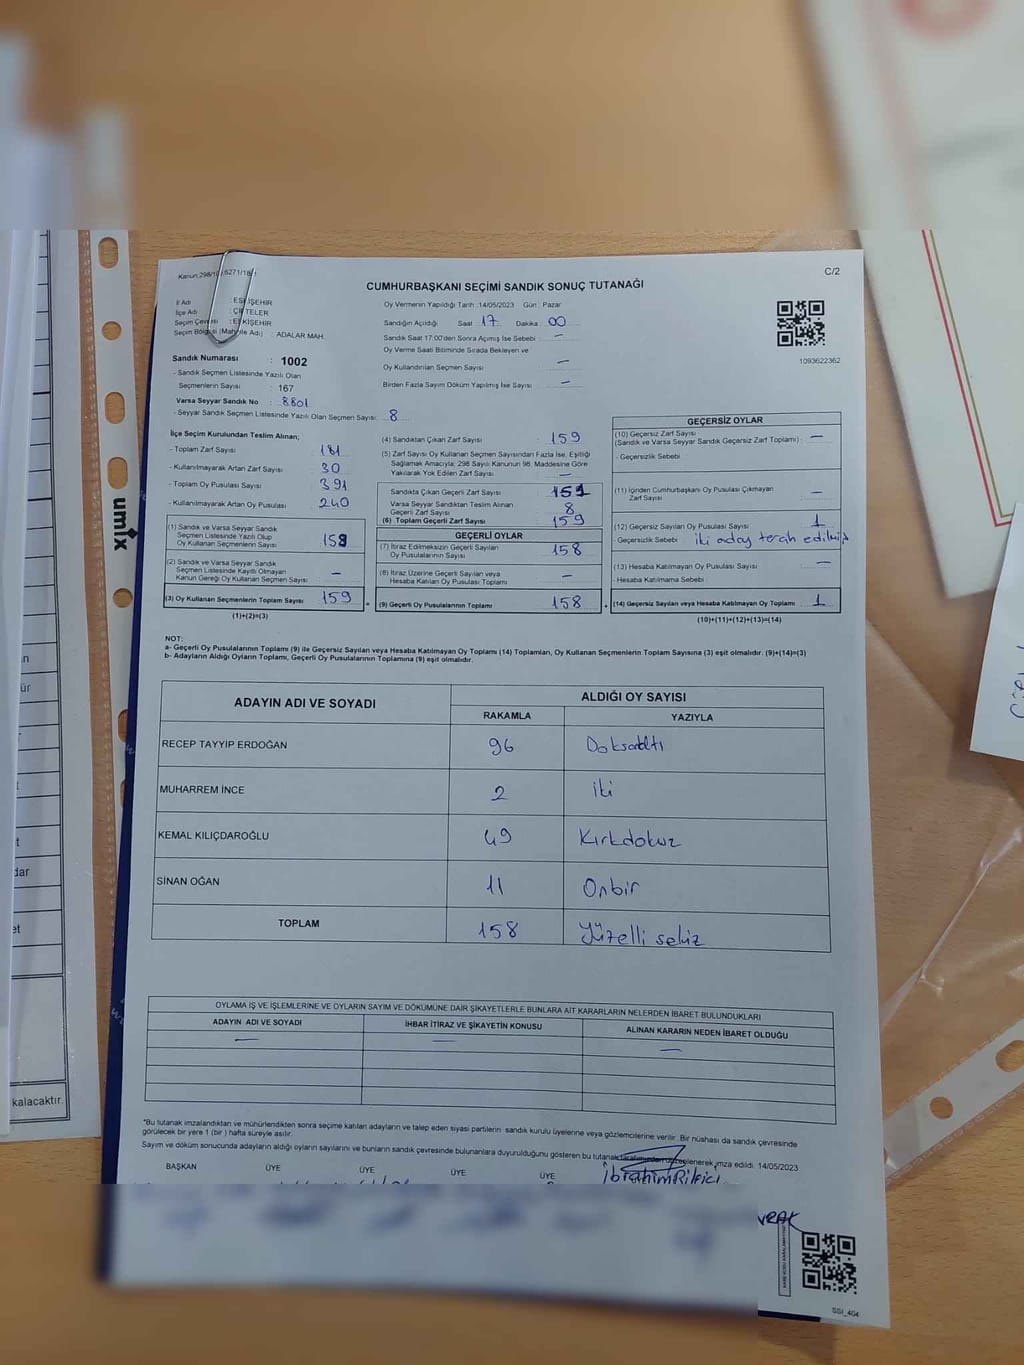 Kanun:298/10 6271/18/1
C/2
CUMHURBAŞKANI SEÇİMİ SANDIK SONUÇ TUTANAĞI
İl Adı : ESKİŞEHİR
İlçe Adı : ÇİFTELER
Seçim Çevresi : ESKİŞEHİR
Seçim Bölgesi (Mahalle Adı) : ADALAR MAH.
Sandık Numarası : 1002
- Sandık Seçmen Listesinde Yazılı Olan
Seçmenlerin Sayısı : 167
Varsa Seyyar Sandık No : 8801
- Seyyar Sandık Seçmen Listesinde Yazılı Olan Seçmen Sayısı: 8
Oy Vermenin Yapıldığı Tarih :14/05/2023 Gün : Pazar
Sandığın Açıldığı Saat 17 Dakika 00
Sandık Saat 17:00'den Sonra Açılmış İse Sebebi : —
Oy Verme Saati Bitiminde Sırada Bekleyen ve
Oy Kullandırılan Seçmen Sayısı : —
Birden Fazla Sayım Döküm Yapılmış İse Sayısı : —
1093622362
İlçe Seçim Kurulundan Teslim Alınan;
- Toplam Zarf Sayısı : 181
- Kullanılmayarak Artan Zarf Sayısı : 30
- Toplam Oy Pusulası Sayısı : 391
- Kullanılmayarak Artan Oy Pusulası : 240
(1) Sandık ve Varsa Seyyar Sandık
Seçmen Listesinde Yazılı Olup
Oy Kullanan Seçmenlerin Sayısı : 159
(2) Sandık ve Varsa Seyyar Sandık
Seçmen Listesinde Kayıtlı Olmayan
Kanun Gereği Oy Kullanan Seçmen Sayısı : —
(3) Oy Kullanan Seçmenlerin Toplam Sayısı : 159
(1)+(2)=(3)
(4) Sandıktan Çıkan Zarf Sayısı : 159
(5) Zarf Sayısı Oy Kullanan Seçmen Sayısından Fazla İse, Eşitliği
Sağlamak Amacıyla; 298 Sayılı Kanunun 98. Maddesine Göre
Yakılarak Yok Edilen Zarf Sayısı : —
Sandıkta Çıkan Geçerli Zarf Sayısı : 151
Varsa Seyyar Sandıktan Teslim Alınan
Geçerli Zarf Sayısı : 8
(6) Toplam Geçerli Zarf Sayısı : 159
GEÇERLİ OYLAR
(7) İtiraz Edilmeksizin Geçerli Sayılan
Oy Pusulalarının Sayısı : 158
(8) İtiraz Üzerine Geçerli Sayılan veya
Hesaba Katılan Oy Pusulası Toplamı : —
= (9) Geçerli Oy Pusulalarının Toplamı : 158
GEÇERSİZ OYLAR
(10) Geçersiz Zarf Sayısı
(Sandık ve Varsa Seyyar Sandık Geçersiz Zarf Toplamı) : —
- Geçersizlik Sebebi :
(11) İçinden Cumhurbaşkanı Oy Pusulası Çıkmayan
Zarf Sayısı : —
(12) Geçersiz Sayılan Oy Pusulası Sayısı : 1
- Geçersizlik Sebebi : iki aday tercih edilmiş
(13) Hesaba Katılmayan Oy Pusulası Sayısı : —
- Hesaba Katılmama Sebebi :
+ (14) Geçersiz Sayılan veya Hesaba Katılmayan Oy Toplamı : 1
(10)+(11)+(12)+(13)=(14)
NOT:
a- Geçerli Oy Pusulalarının Toplamı (9) ile Geçersiz Sayılan veya Hesaba Katılmayan Oy Toplamı (14) Toplamları, Oy Kullanan Seçmenlerin Toplam Sayısına (3) eşit olmalıdır. (9)+(14)=(3)
b- Adayların Aldığı Oyların Toplamı, Geçerli Oy Pusulalarının Toplamına (9) eşit olmalıdır.
ADAYIN ADI VE SOYADI ALDIĞI OY SAYISI
RAKAMLA YAZIYLA
RECEP TAYYİP ERDOĞAN 96 Doksanaltı
MUHARREM İNCE 2 iki
KEMAL KILIÇDAROĞLU 49 Kırkdokuz
SİNAN OĞAN 11 Onbir
TOPLAM 158 Yüzelli sekiz
OYLAMA İŞ VE İŞLEMLERİNE VE OYLARIN SAYIM VE DÖKÜMÜNE DAİR ŞİKAYETLERLE BUNLARA AİT KARARLARIN NELERDEN İBARET BULUNDUKLARI
ADAYIN ADI VE SOYADI İHBAR İTİRAZ VE ŞİKAYETİN KONUSU ALINAN KARARIN NEDEN İBARET OLDUĞU
— — —
"Bu tutanak imzalandıktan ve mühürlendikten sonra seçime katılan adayların ve talep eden siyasi partilerin sandık kurulu üyelerine veya gözlemcilerine verilir. Bir nüshası da sandık çevresinde
görülecek bir yere 1 (bir) hafta süreyle asılır.
Sayım ve döküm sonucunda adayların aldığı oyların sayılarını ve bunların sandık çevresinde bulunanlara duyurulduğunu gösteren bu tutanak düzenlenerek imza edildi. 14/05/2023
BAŞKAN ÜYE ÜYE ÜYE ÜYE
SSI_404
umix
ür
dar
et
kalacaktır.